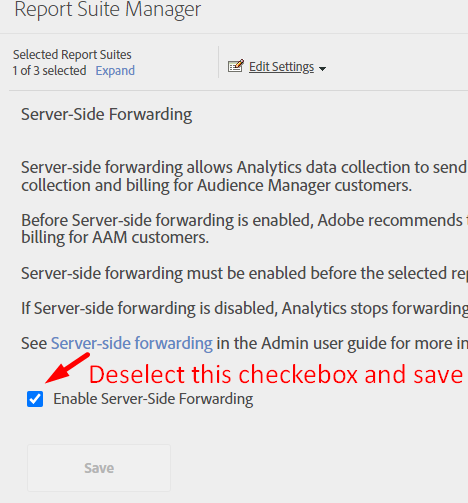 Report Suite Manager
Selected Report Suites
1 of 3 selected Expand
Edit Settings
Server-Side Forwarding
Server-side forwarding allows Analytics data collection to send
collection and billing for Audience Manager customers.
Before Server-side forwarding is enabled, Adobe recommends
billing for AAM customers.
Server-side forwarding must be enabled before the selected rep
If Server-side forwarding is disabled, Analytics stops forwarding
See Server-side forwarding in the Admin user guide for more in
Deselect this checkebox and save
Enable Server-Side Forwarding
Save